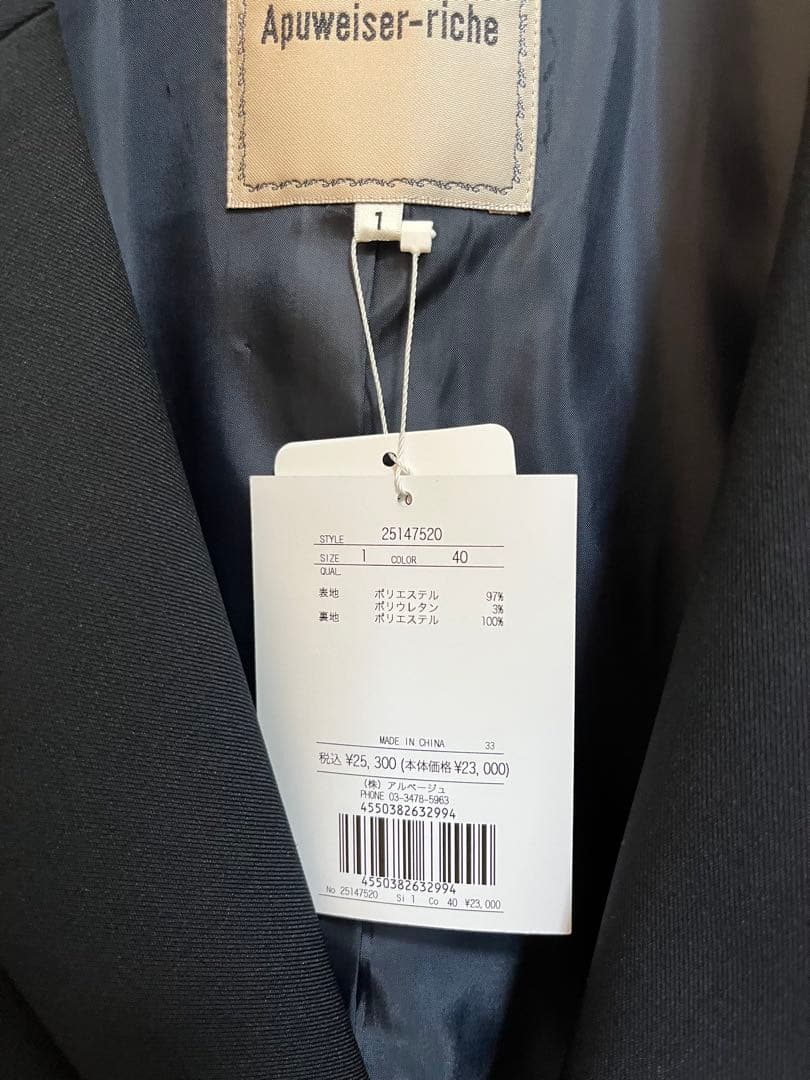 Apuweiser-riche
1
STYLE 25147520
SIZE 1 COLOR 40
QUAL.
表地 ポリエステル 97%
ポリウレタン 3%
裏地 ポリエステル 100%
MADE IN CHINA 33
税込 ¥25,300 (本体価格¥23,000)
(株) アルページュ
PHONE 03-3478-5963
4550382632994
4550382632994
No 25147520 Si 1 Co 40 ¥23,000